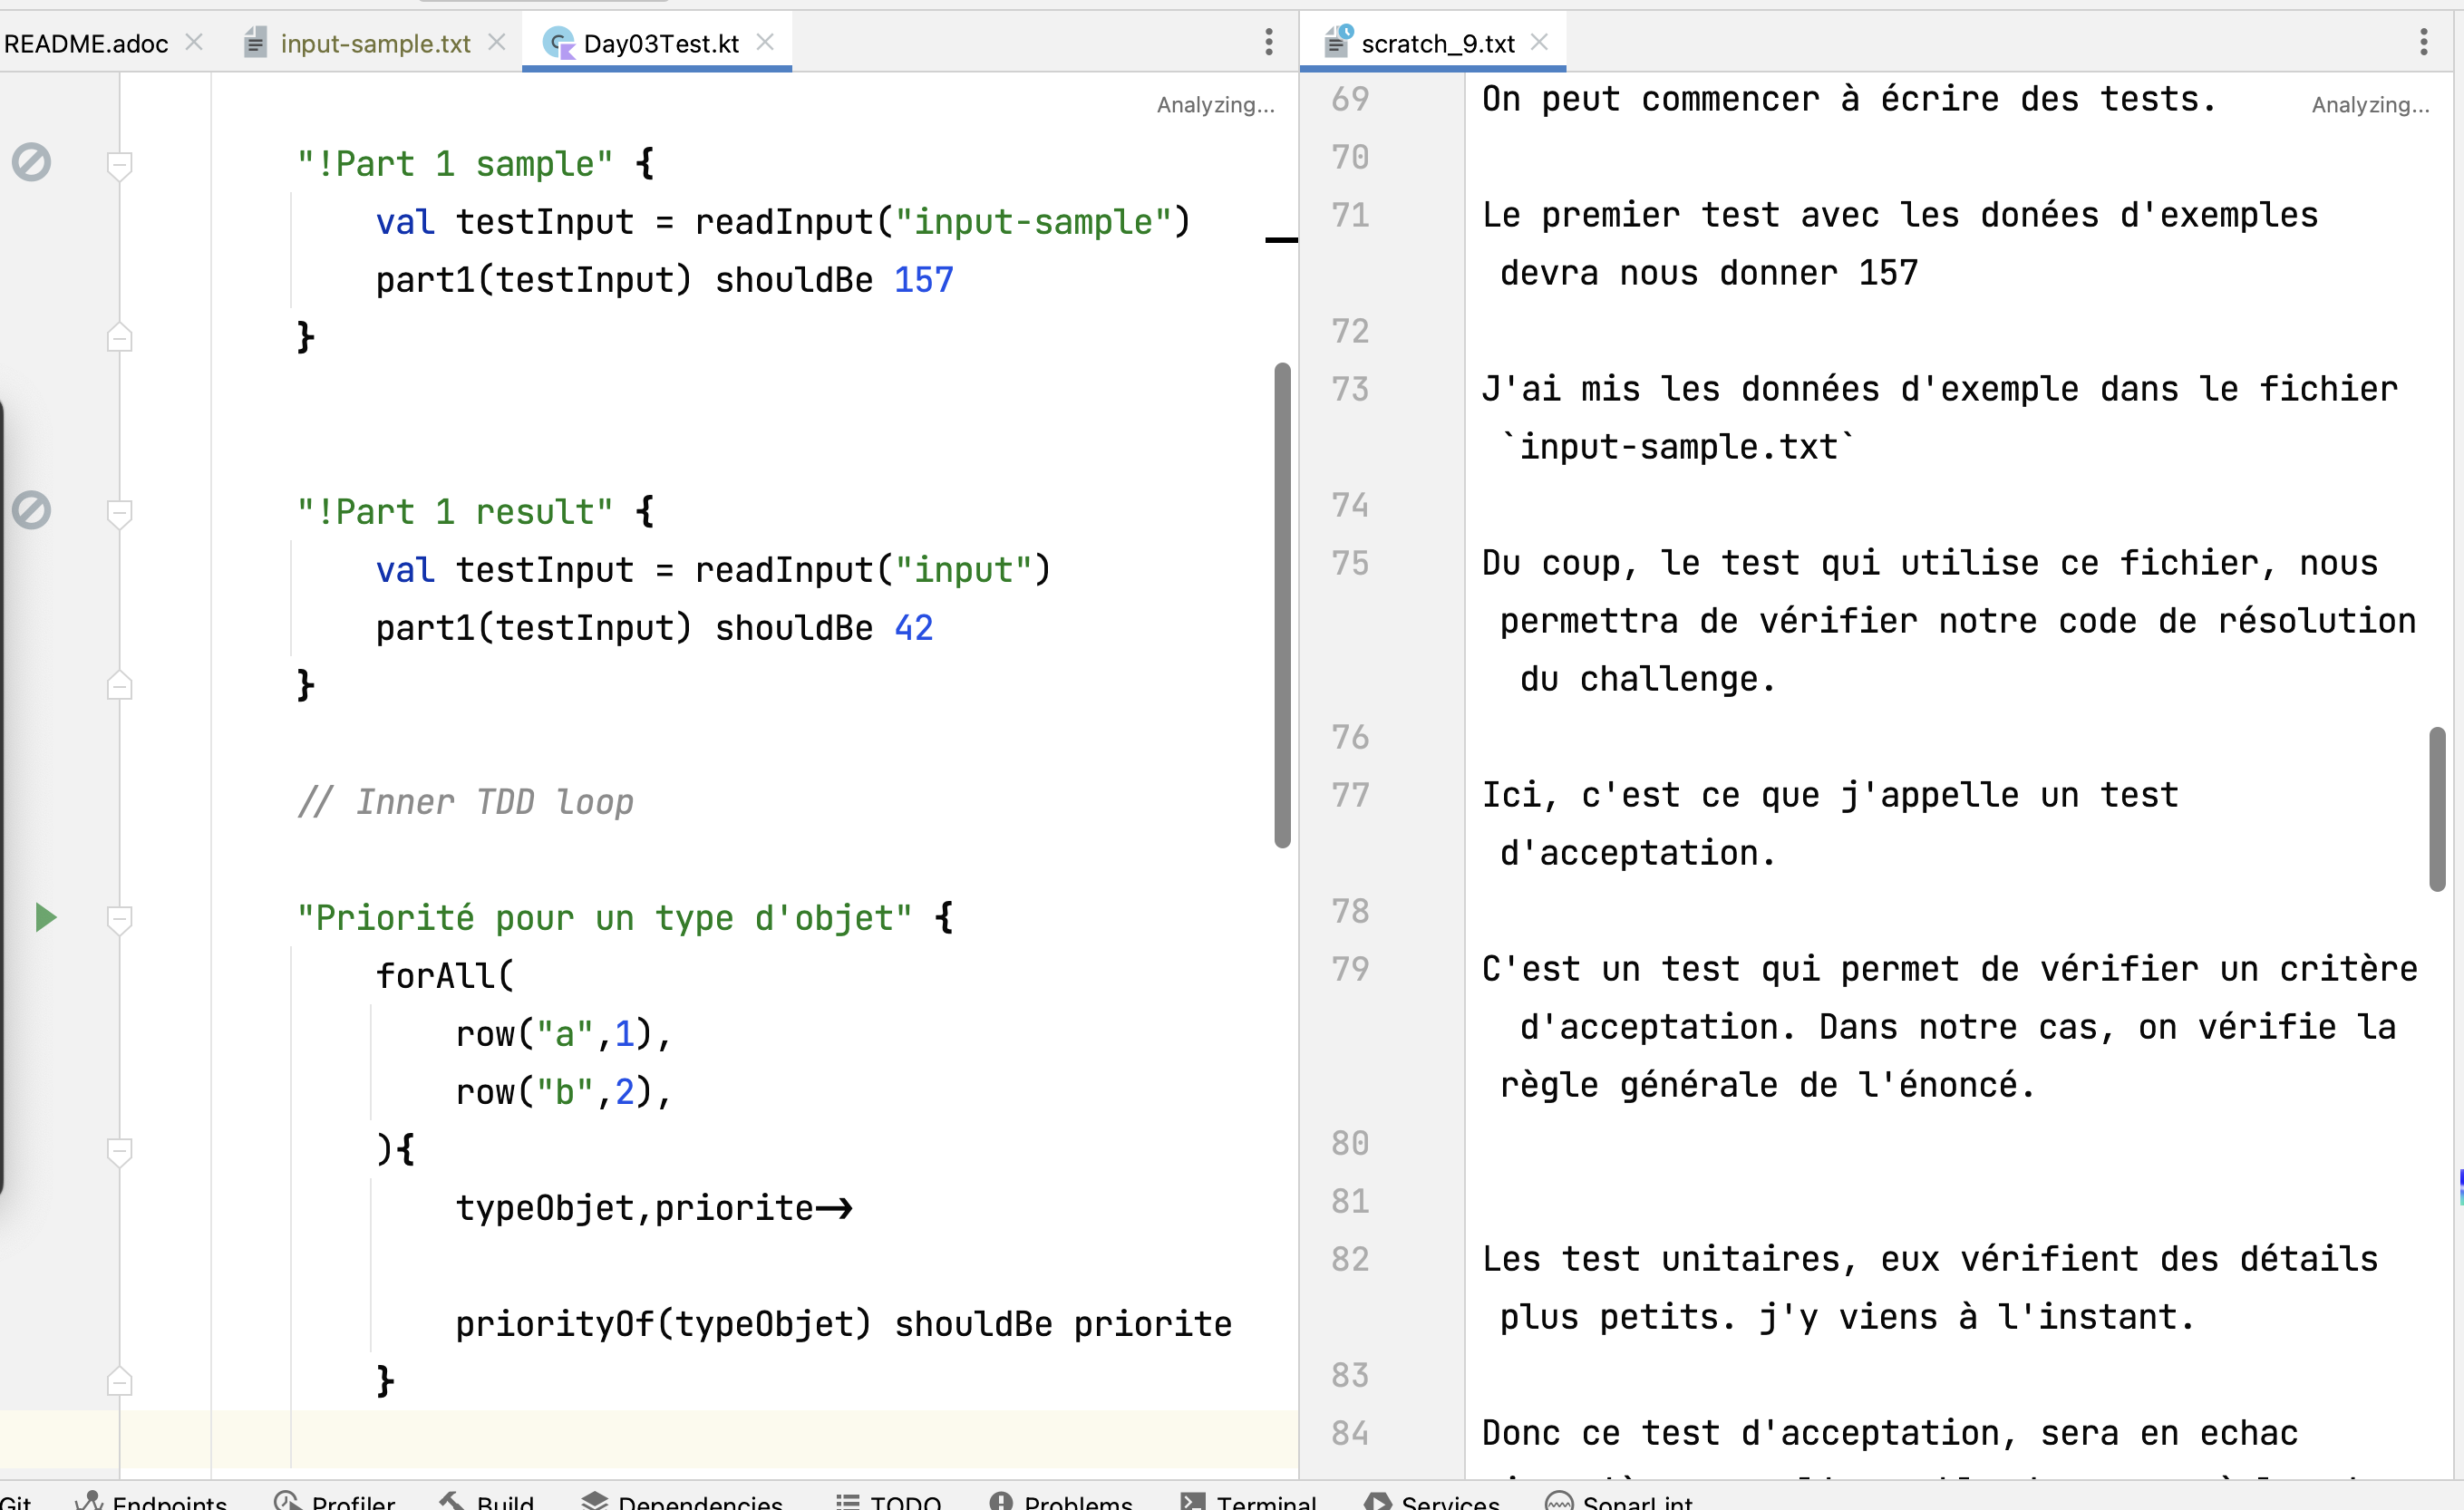 README.adoc input-sample.txt Day03Test.kt
Analyzing...
"!Part 1 sample" {
val testInput = readInput("input-sample")
part1(testInput) shouldBe 157
}
"!Part 1 result" {
val testInput = readInput("input")
part1(testInput) shouldBe 42
}
// Inner TDD loop
"Priorité pour un type d'objet" {
forAll(
row("a",1),
row("b",2),
){
typeObjet,priorite→
priorityOf(typeObjet) shouldBe priorite
}
scratch_9.txt
Analyzing...
69 On peut commencer à écrire des tests.
70
71 Le premier test avec les donées d'exemples
devra nous donner 157
72
73 J'ai mis les données d'exemple dans le fichier
`input-sample.txt`
74
75 Du coup, le test qui utilise ce fichier, nous
permettra de vérifier notre code de résolution
du challenge.
76
77 Ici, c'est ce que j'appelle un test
d'acceptation.
78
79 C'est un test qui permet de vérifier un critère
d'acceptation. Dans notre cas, on vérifie la
règle générale de l'énoncé.
80
81
82 Les test unitaires, eux vérifient des détails
plus petits. j'y viens à l'instant.
83
84 Donc ce test d'acceptation, sera en echac
Git Endpoints Profiler Build Dependencies TODO Problems Terminal Services SonarLint